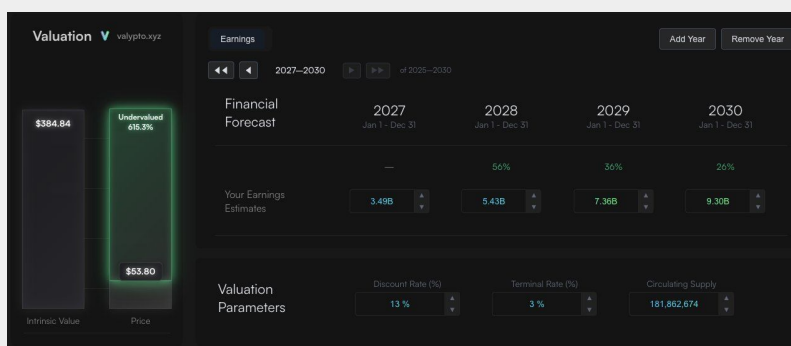 Valuation valypto.xyz
Earnings
Add Year Remove Year
2027—2030 of 2025—2030
Financial Forecast
2027 2028 2029 2030
Jan 1 - Dec 31 Jan 1 - Dec 31 Jan 1 - Dec 31 Jan 1 - Dec 31
— 56% 36% 26%
Your Earnings Estimates
3.49B 5.43B 7.36B 9.30B
$384.84
Undervalued
615.3%
$53.80
Intrinsic Value Price
Valuation Parameters
Discount Rate (%) Terminal Rate (%) Circulating Supply
13 % 3 % 181,862,674